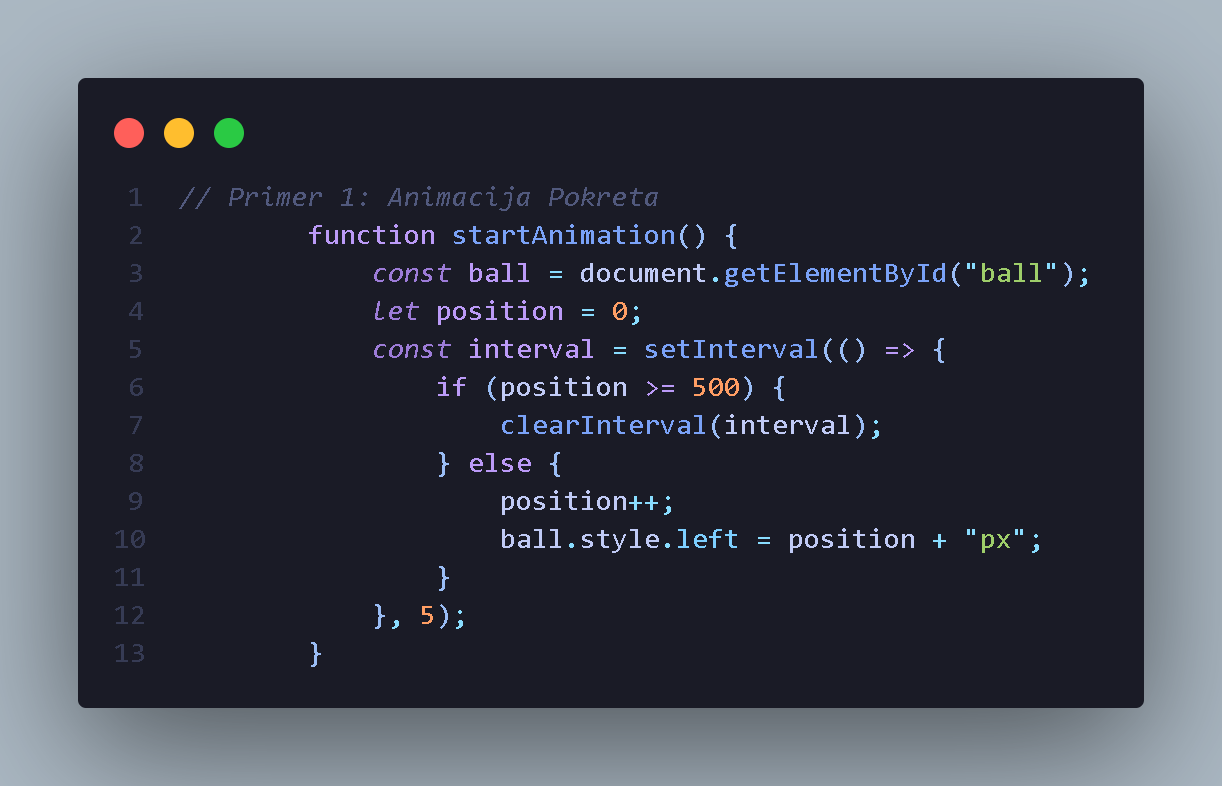 1 // Primer 1: Animacija Pokreta
2         function startAnimation() {
3             const ball = document.getElementById("ball");
4             let position = 0;
5             const interval = setInterval(() => {
6                 if (position >= 500) {
7                     clearInterval(interval);
8                 } else {
9                     position++;
10                     ball.style.left = position + "px";
11                 }
12             }, 5);
13         }